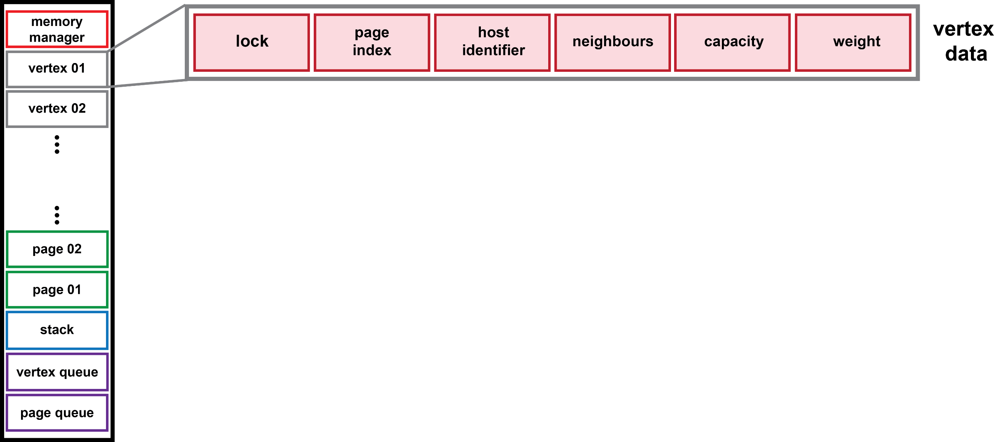 memory
manager
vertex 01
vertex 02
page 02
page 01
stack
vertex queue
page queue
lock
page
index
host
identifier
neighbours
capacity
weight
vertex
data